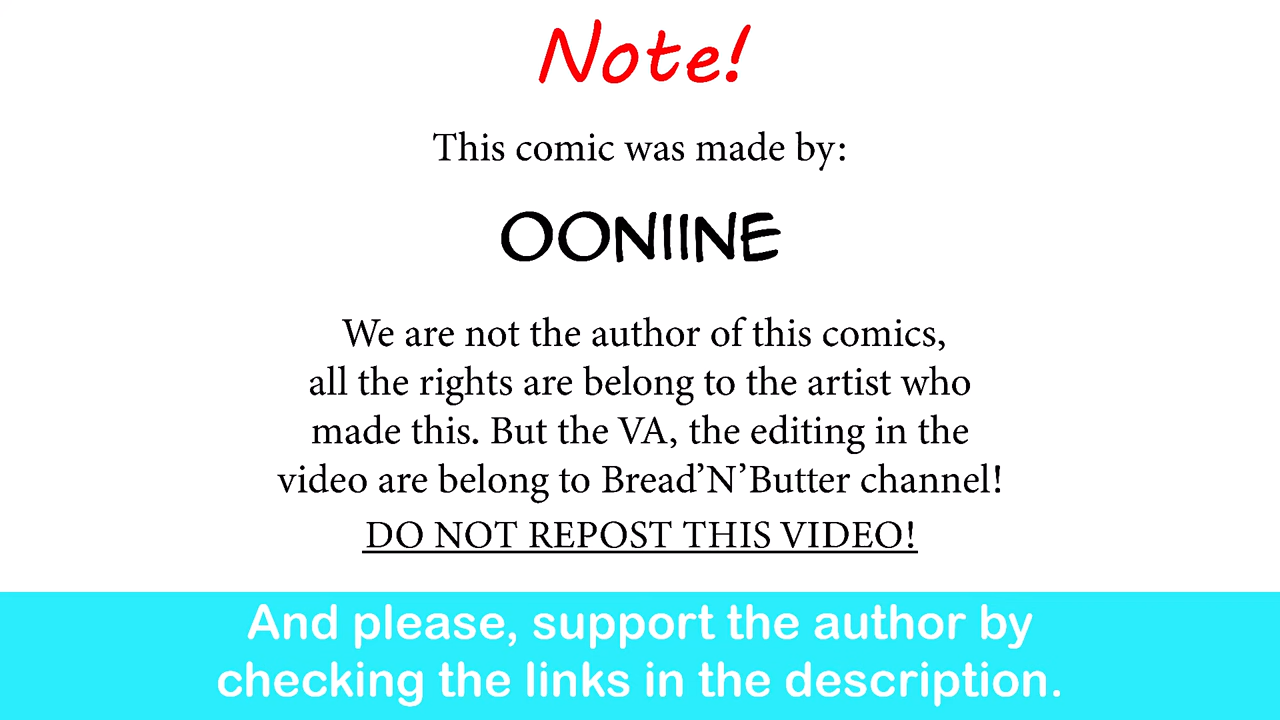 Note!
This comic was made by:
OONIINE
We are not the author of this comics,
all the rights are belong to the artist who
made this. But the VA, the editing in the
video are belong to Bread’N’Butter channel!
DO NOT REPOST THIS VIDEO!
And please, support the author by
checking the links in the description.